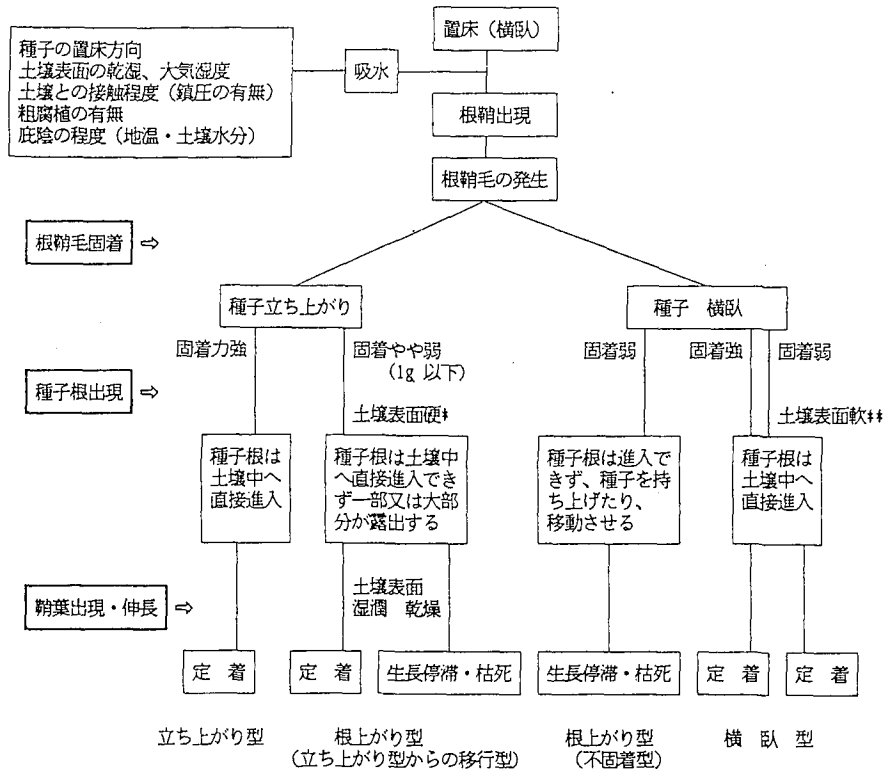 置床（横臥）
種子の置床方向
土壌表面の乾湿、大気湿度
土壌との接触程度（鎮圧の有無）
粗腐植の有無
庇陰の程度（地温・土壌水分）
吸水
根鞘出現
根鞘毛の発生
根鞘毛固着 ⇨
種子立ち上がり
種子 横臥
固着力強
固着やや弱
(1g 以下)
固着弱
固着強
固着弱
種子根出現 ⇨
土壌表面硬*
土壌表面軟**
種子根は
土壌中へ
直接進入
種子根は土壌中
へ直接進入でき
ず一部又は大部
分が露出する
種子根は進入で
きず、種子を持
ち上げたり、
移動させる
種子根は
土壌中へ
直接進入
鞘葉出現・伸長 ⇨
土壌表面
湿潤 乾燥
定 着
定 着
生長停滞・枯死
生長停滞・枯死
定 着
定 着
立ち上がり型
根上がり型
(立ち上がり型からの移行型)
根上がり型
(不固着型)
横 臥 型